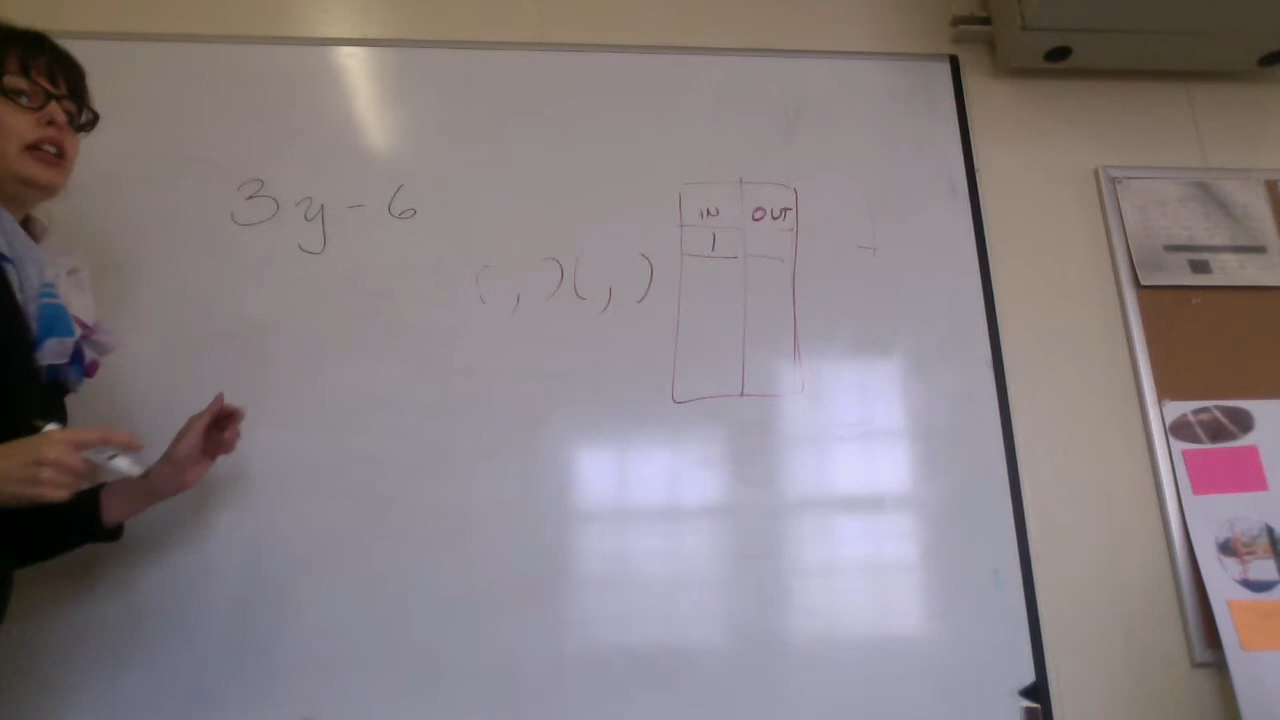 3y-6
IN OUT
1
( , ) ( , )